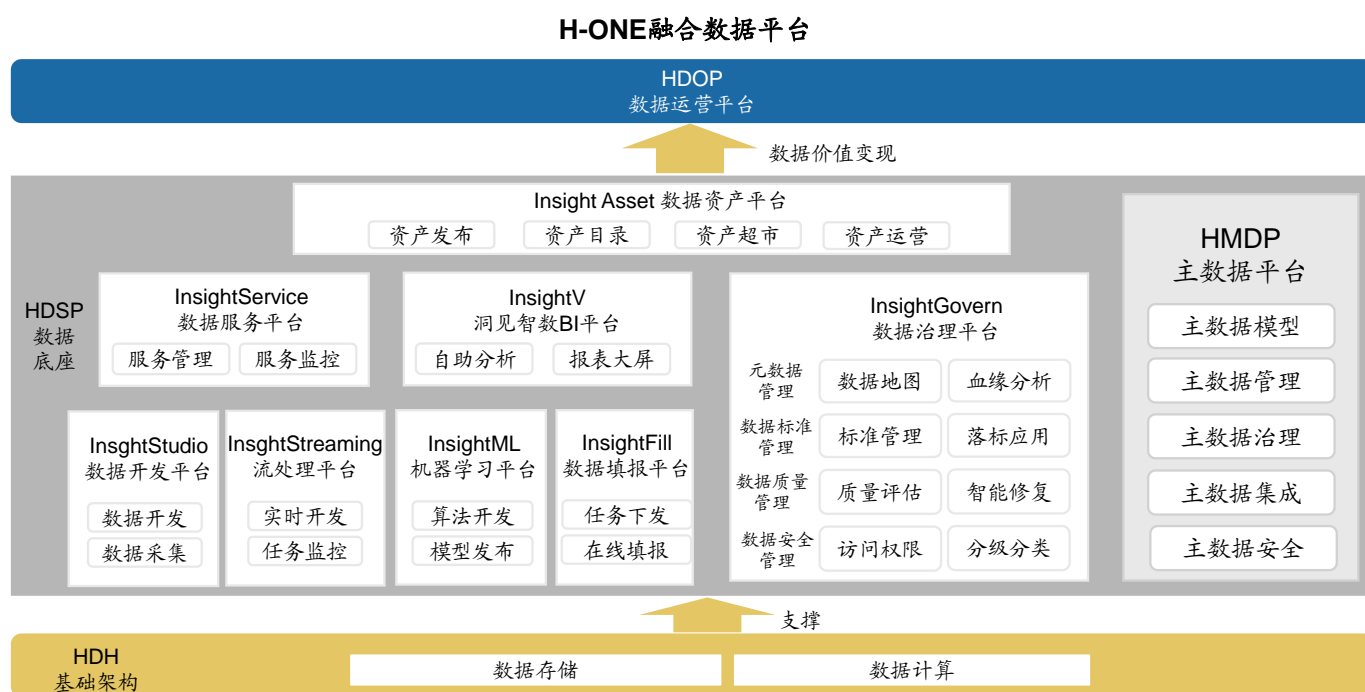 H-ONE融合数据平台
HDOP
数据运营平台
数据价值变现
Insight Asset 数据资产平台
资产发布
资产目录
资产超市
资产运营
HDSP
数据
底座
InsightService
数据服务平台
服务管理
服务监控
InsightV
洞见智数BI平台
自助分析
报表大屏
InsghtStudio
数据开发平台
数据开发
数据采集
InsghtStreaming
流处理平台
实时开发
任务监控
InsightML
机器学习平台
算法开发
模型发布
InsightFill
数据填报平台
任务下发
在线填报
InsightGovern
数据治理平台
元数据
管理
数据地图
血缘分析
数据标准
管理
标准管理
落标应用
数据质量
管理
质量评估
智能修复
数据安全
管理
访问权限
分级分类
HMDP
主数据平台
主数据模型
主数据管理
主数据治理
主数据集成
主数据安全
支撑
HDH
基础架构
数据存储
数据计算